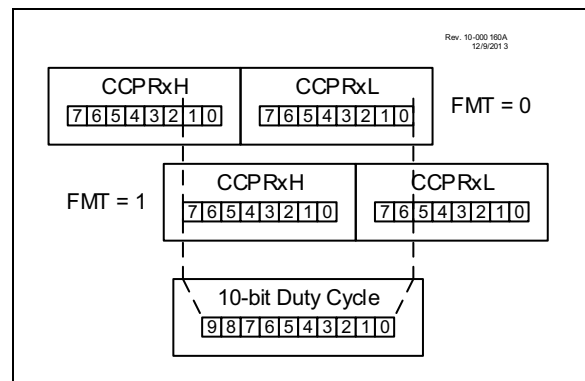 Rev. 10-000 160A
12/9/201 3
CCPRxH CCPRxL
7 6 5 4 3 2 1 0 7 6 5 4 3 2 1 0
FMT = 0
CCPRxH CCPRxL
FMT = 1
7 6 5 4 3 2 1 0 7 6 5 4 3 2 1 0
10-bit Duty Cycle
9 8 7 6 5 4 3 2 1 0